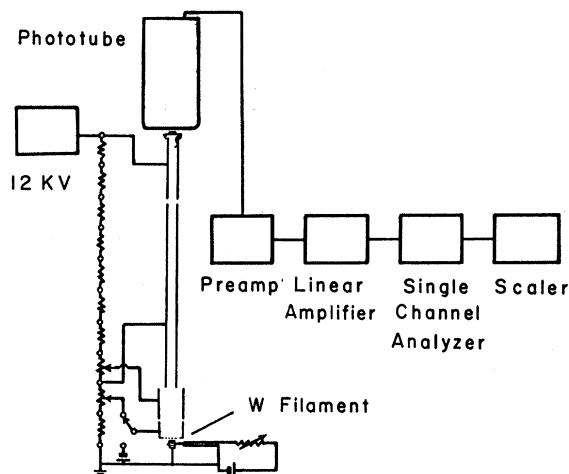 Phototube
12 KV
Preamp Linear Single Scaler
Amplifier Channel
Analyzer
W Filament